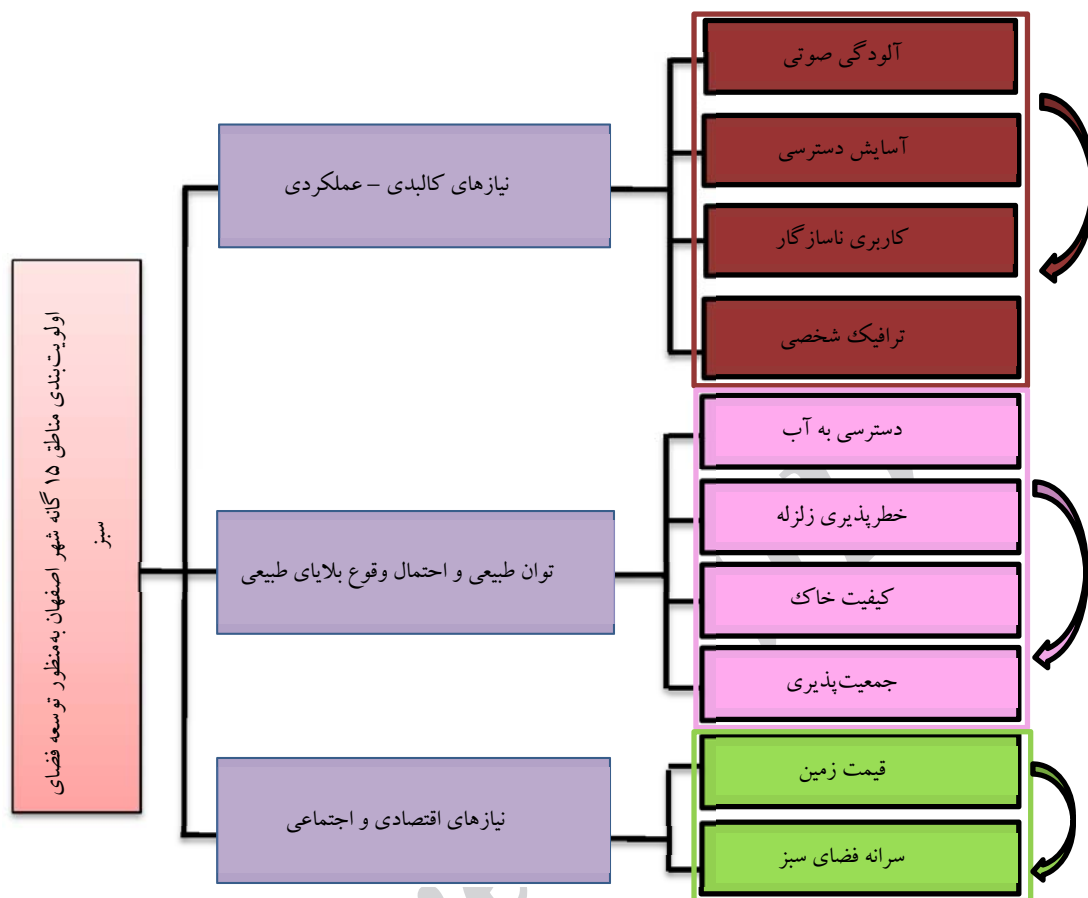 اولویت‌بندی مناطق ۱۵ گانه شهر اصفهان به‌منظور توسعه فضای
سبز
نیازهای کالبدی – عملکردی
آلودگی صوتی
آسایش دسترسی
کاربری ناسازگار
ترافیک شخصی
توان طبیعی و احتمال وقوع بلایای طبیعی
دسترسی به آب
خطرپذیری زلزله
کیفیت خاک
جمعیت‌پذیری
نیازهای اقتصادی و اجتماعی
قیمت زمین
سرانه فضای سبز